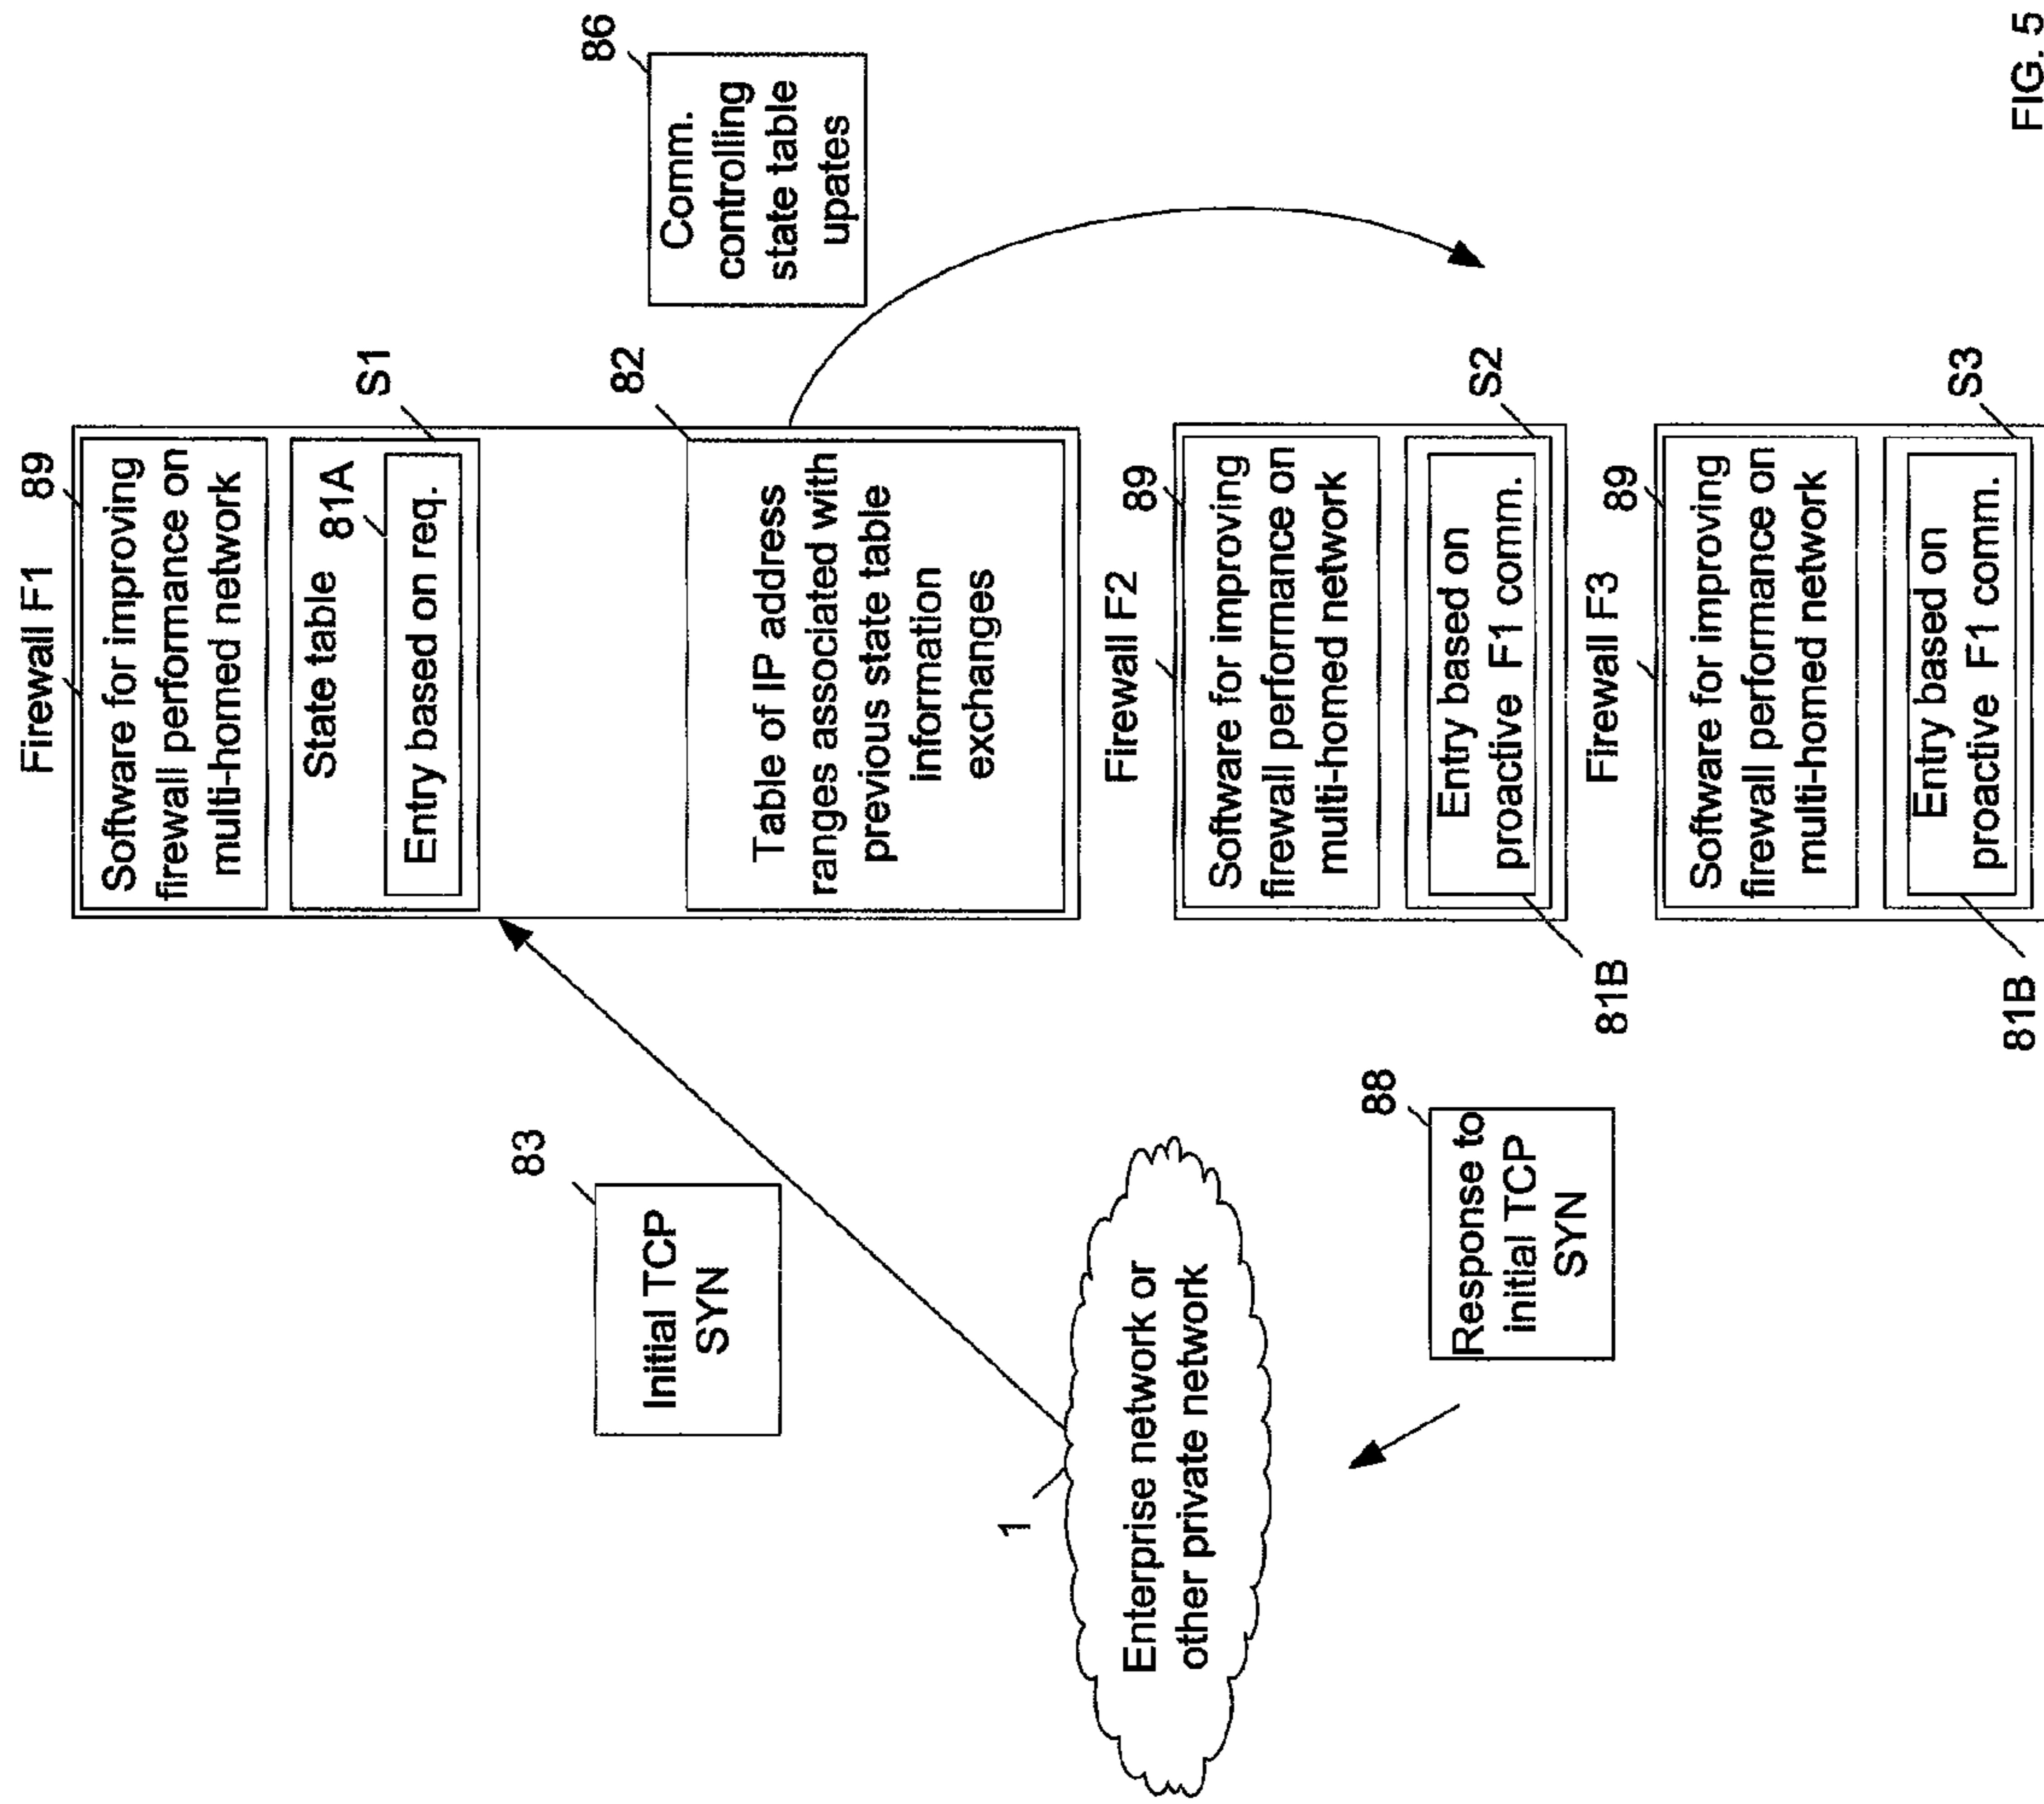 Firewall F1
89
Software for improving
firewall performance on
multi-homed network
State table
81A
S1
Entry based on req.
82
Table of IP address
ranges associated with
previous state table
information
exchanges
86
Comm.
controlling
state table
upates
83
Initial TCP
SYN
1
Enterprise network or
other private network
88
Response to
initial TCP
SYN
Firewall F2
89
Software for improving
firewall performance on
multi-homed network
S2
Entry based on
proactive F1 comm.
81B
Firewall F3
89
Software for improving
firewall performance on
multi-homed network
S3
Entry based on
proactive F1 comm.
81B
FIG. 5